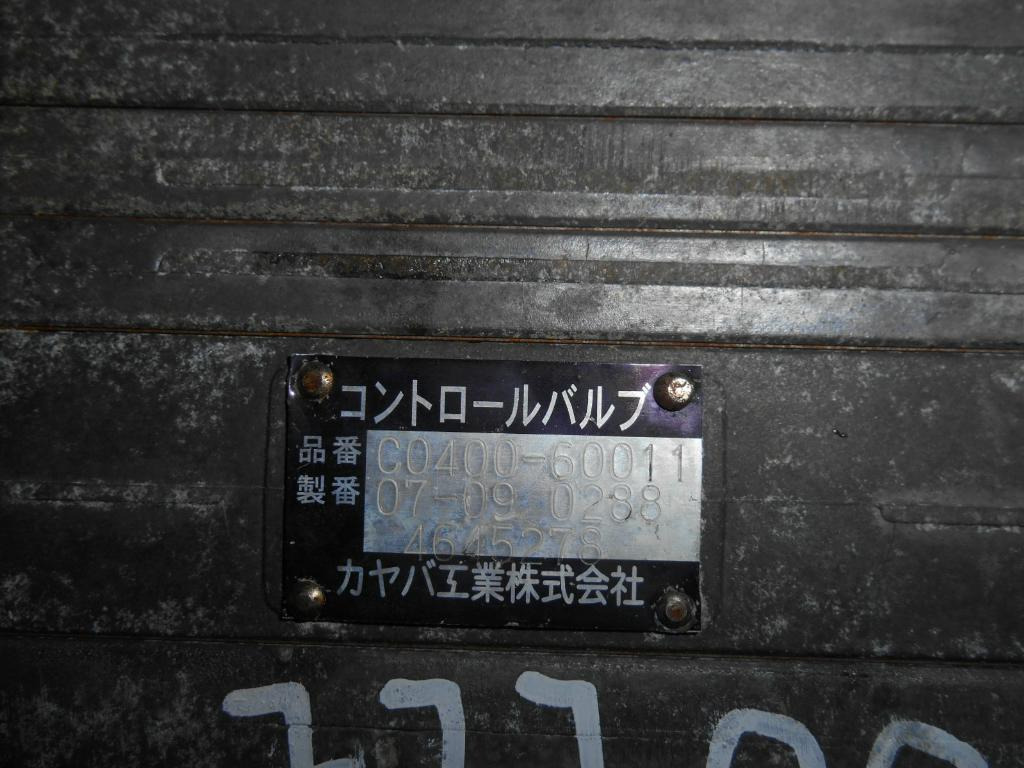 コントロールバルブ
品番 C0400-60011
製番 07-09 0288
4645278
カヤバ工業株式会社